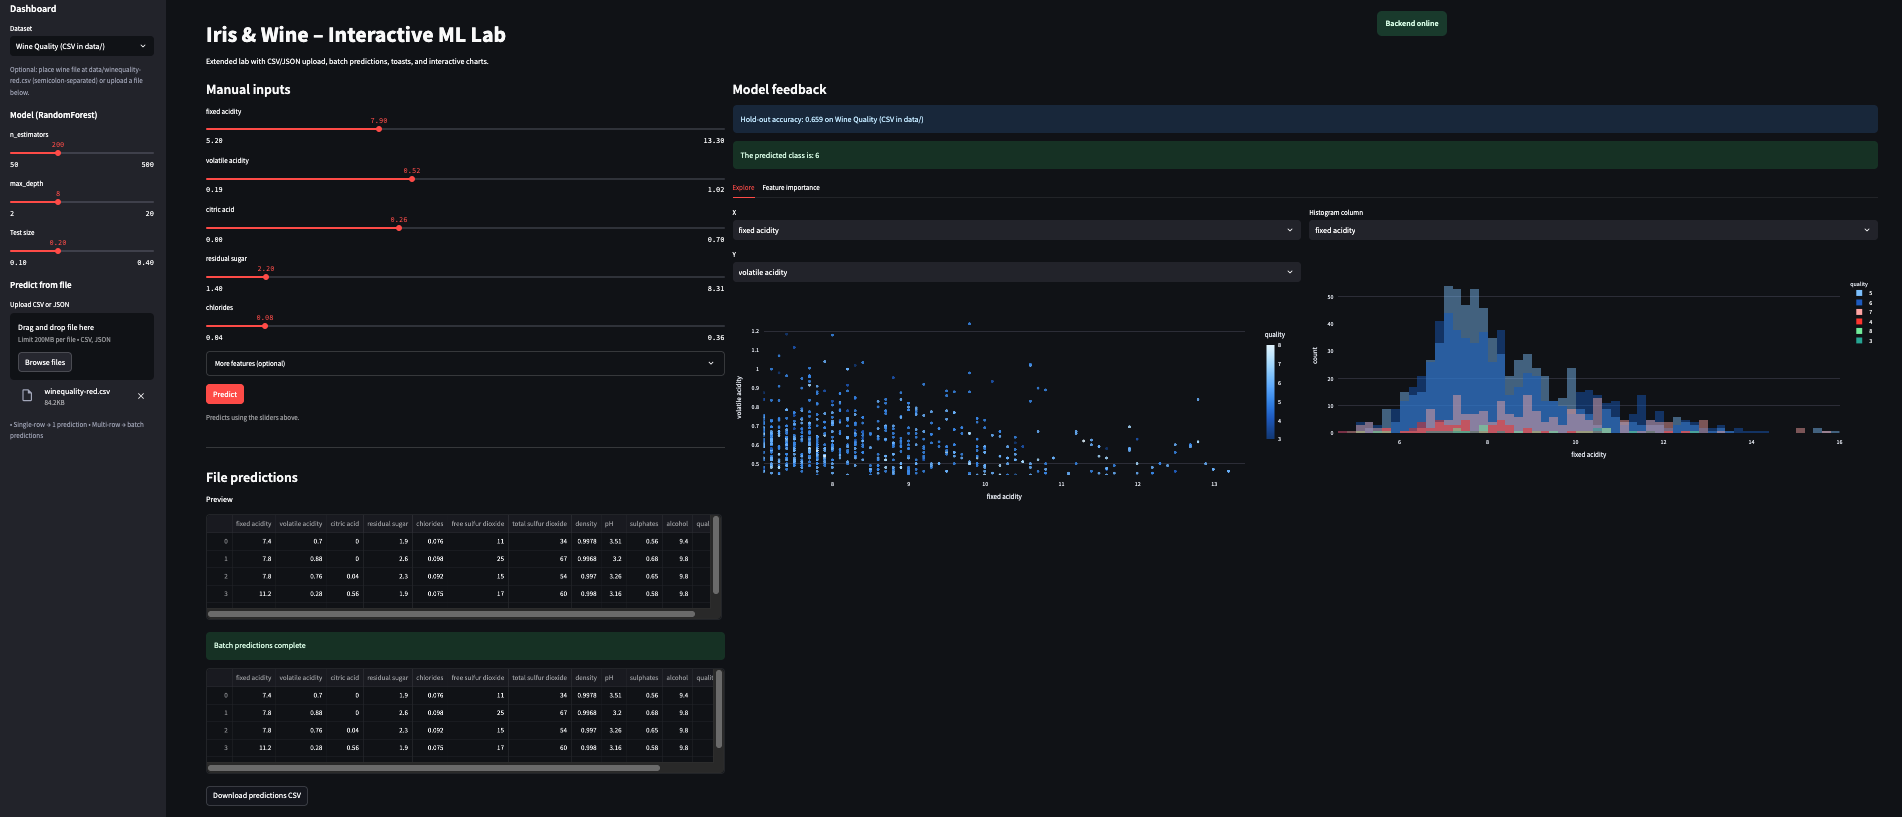 Dashboard
Dataset
Wine Quality (CSV in data/)
Optional: place wine file at data/winequality-
red.csv (semicolon-separated) or upload a file
below.
Model (RandomForest)
n_estimators
200
50 500
max_depth
8
2 20
Test size
0.20
0.10 0.40
Predict from file
Upload CSV or JSON
Drag and drop file here
Limit 200MB per file • CSV, JSON
Browse files
winequality-red.csv
84.2KB
• Single-row → 1 prediction • Multi-row → batch
predictions
Backend online
Iris & Wine – Interactive ML Lab
Extended lab with CSV/JSON upload, batch predictions, toasts, and interactive charts.
Manual inputs
fixed acidity
7.90
5.20 13.30
volatile acidity
0.52
0.19 1.02
citric acid
0.26
0.00 0.70
residual sugar
2.20
1.40 8.31
chlorides
0.08
0.04 0.36
More features (optional)
Predict
Predicts using the sliders above.
File predictions
Preview
fixed acidity volatile acidity citric acid residual sugar chlorides free sulfur dioxide total sulfur dioxide density pH sulphates alcohol qual
0 7.4 0.7 0 1.9 0.076 11 34 0.9978 3.51 0.56 9.4
1 7.8 0.88 0 2.6 0.098 25 67 0.9968 3.2 0.68 9.8
2 7.8 0.76 0.04 2.3 0.092 15 54 0.997 3.26 0.65 9.8
3 11.2 0.28 0.56 1.9 0.075 17 60 0.998 3.16 0.58 9.8
Batch predictions complete
fixed acidity volatile acidity citric acid residual sugar chlorides free sulfur dioxide total sulfur dioxide density pH sulphates alcohol qualit
0 7.4 0.7 0 1.9 0.076 11 34 0.9978 3.51 0.56 9.4
1 7.8 0.88 0 2.6 0.098 25 67 0.9968 3.2 0.68 9.8
2 7.8 0.76 0.04 2.3 0.092 15 54 0.997 3.26 0.65 9.8
3 11.2 0.28 0.56 1.9 0.075 17 60 0.998 3.16 0.58 9.8
Download predictions CSV
Model feedback
Hold-out accuracy: 0.659 on Wine Quality (CSV in data/)
The predicted class is: 6
Explore Feature importance
X
fixed acidity
Y
volatile acidity
quality
8
7
6
5
4
3
1.2
1.1
1
0.9
0.8
0.7
0.6
0.5
volatile acidity
8 9 10 11 12 13
fixed acidity
Histogram column
fixed acidity
quality
5
6
7
4
8
3
50
40
30
20
10
0
count
6 8 10 12 14 16
fixed acidity